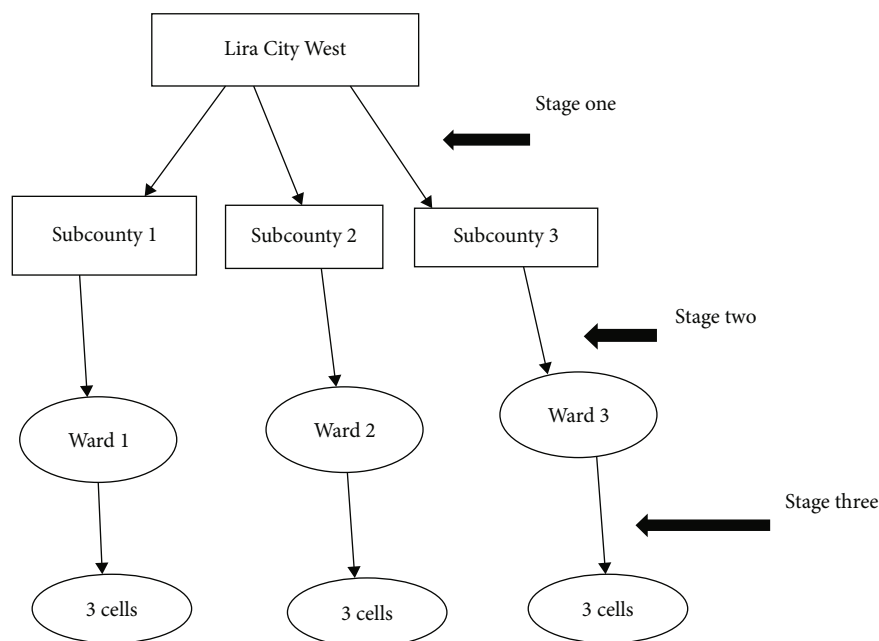 Lira City West
Stage one
Subcounty 1
Subcounty 2
Subcounty 3
Stage two
Ward 1
Ward 2
Ward 3
Stage three
3 cells
3 cells
3 cells